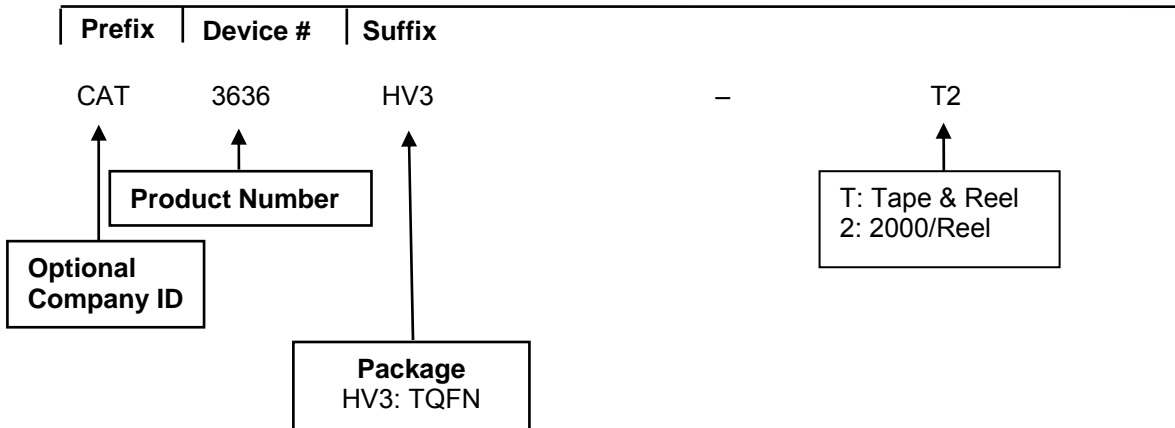 Prefix Device # Suffix
CAT 3636 HV3 – T2
Product Number
T: Tape & Reel
2: 2000/Reel
Optional
Company ID
Package
HV3: TQFN